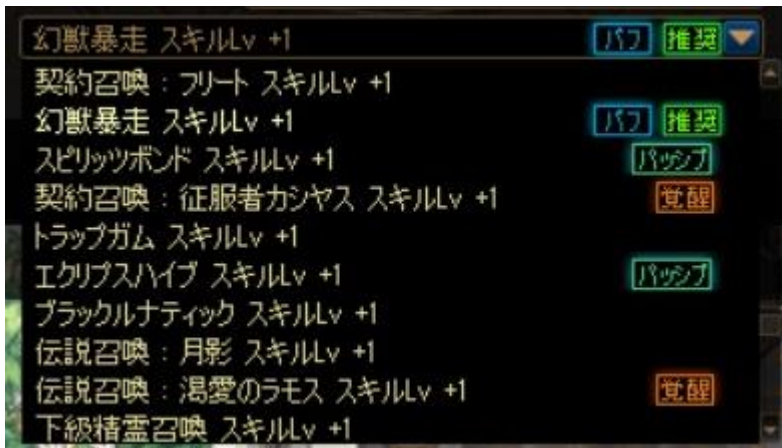 幻獣暴走 スキルLv +1 バフ 推奨
契約召喚 : フリート スキルLv +1
幻獣暴走 スキルLv +1 バフ 推奨
スピリッツボンド スキルLv +1 パッシブ
契約召喚 : 征服者カシヤス スキルLv +1 覚醒
トラップガム スキルLv +1
エクリプスハイブ スキルLv +1 パッシブ
ブラックルナティック スキルLv +1
伝説召喚 : 月影 スキルLv +1
伝説召喚 : 渇愛のラモス スキルLv +1 覚醒
下級精霊召喚 スキルLv +1